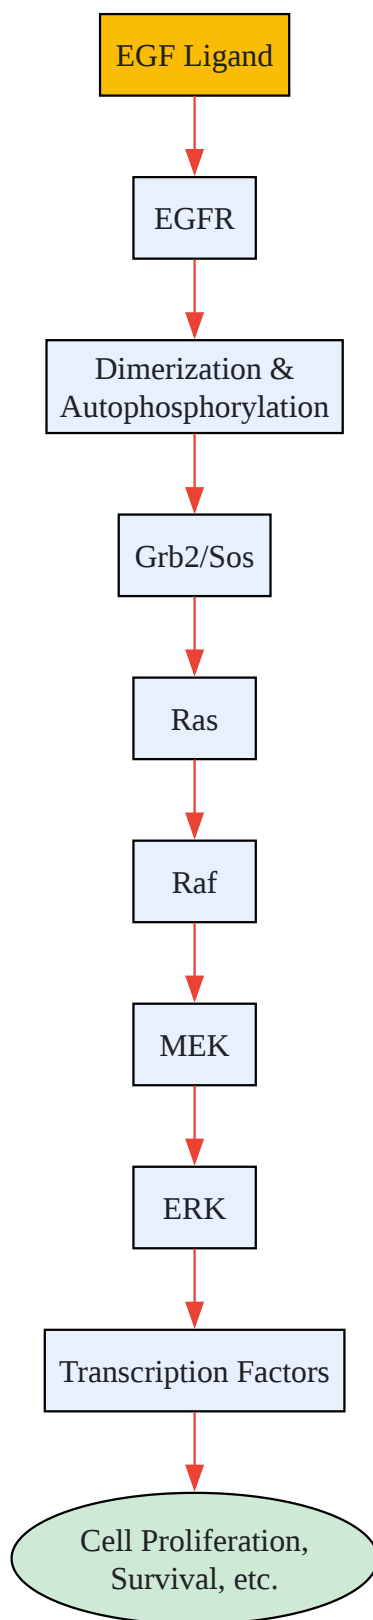 EGF Ligand
EGFR
Dimerization &
Autophosphorylation
Grb2/Sos
Ras
Raf
MEK
ERK
Transcription Factors
Cell Proliferation,
Survival, etc.